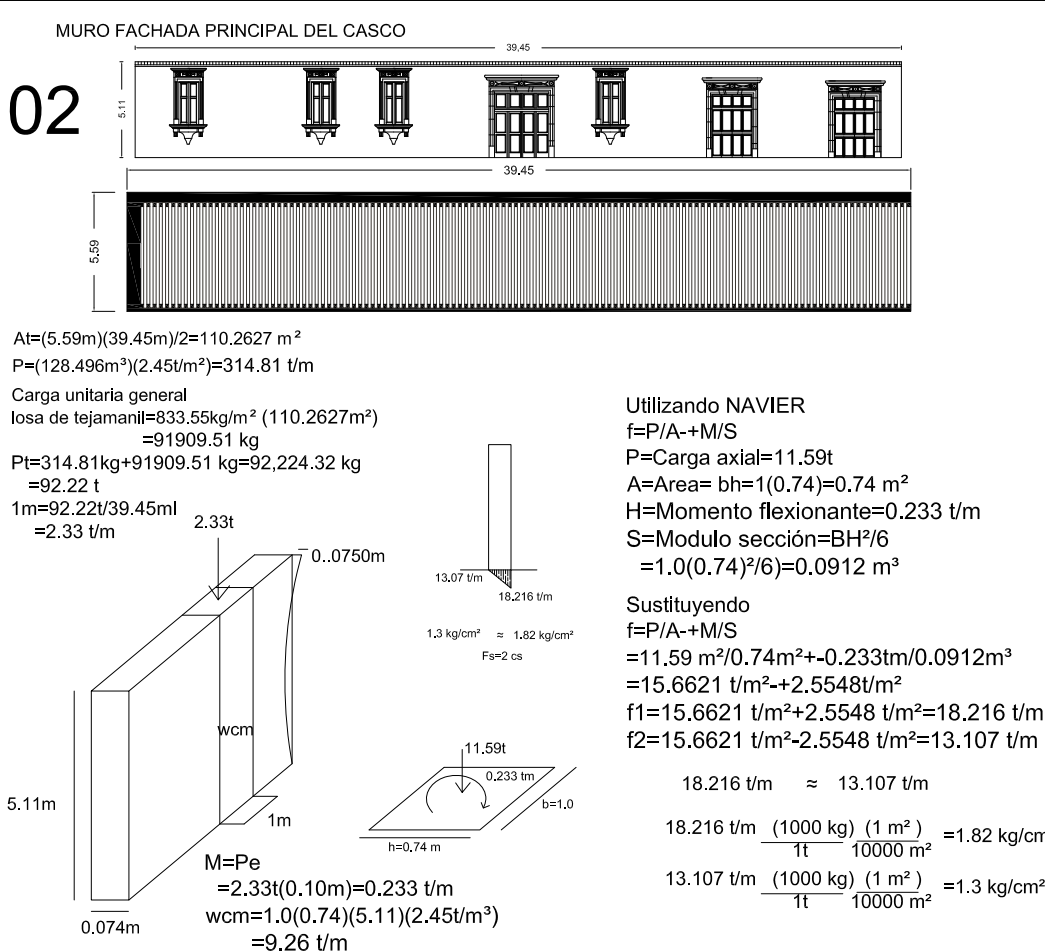 MURO FACHADA PRINCIPAL DEL CASCO
39.45
02
5.11
39.45
5.59
At=(5.59m)(39.45m)/2=110.2627 m²
P=(128.496m³)(2.45t/m²)=314.81 t/m
Carga unitaria general
losa de tejamanil=833.55kg/m² (110.2627m²)
=91909.51 kg
Pt=314.81kg+91909.51 kg=92,224.32 kg
=92.22 t
1m=92.22t/39.45ml
=2.33 t/m
2.33t
0..0750m
wcm
5.11m
1m
0.074m
M=Pe
=2.33t(0.10m)=0.233 t/m
wcm=1.0(0.74)(5.11)(2.45t/m³)
=9.26 t/m
13.07 t/m
18.216 t/m
1.3 kg/cm² ≈ 1.82 kg/cm²
Fs=2 cs
11.59t
0.233 tm
b=1.0
h=0.74 m
Utilizando NAVIER
f=P/A-+M/S
P=Carga axial=11.59t
A=Area= bh=1(0.74)=0.74 m²
H=Momento flexionante=0.233 t/m
S=Modulo sección=BH²/6
=1.0(0.74)²/6)=0.0912 m³
Sustituyendo
f=P/A-+M/S
=11.59 m²/0.74m²+-0.233tm/0.0912m³
=15.6621 t/m²-+2.5548t/m²
f1=15.6621 t/m²+2.5548 t/m²=18.216 t/m
f2=15.6621 t/m²-2.5548 t/m²=13.107 t/m
18.216 t/m ≈ 13.107 t/m
18.216 t/m (1000 kg) (1 m² ) =1.82 kg/cm
1t 10000 m²
13.107 t/m (1000 kg) (1 m² ) =1.3 kg/cm²
1t 10000 m²